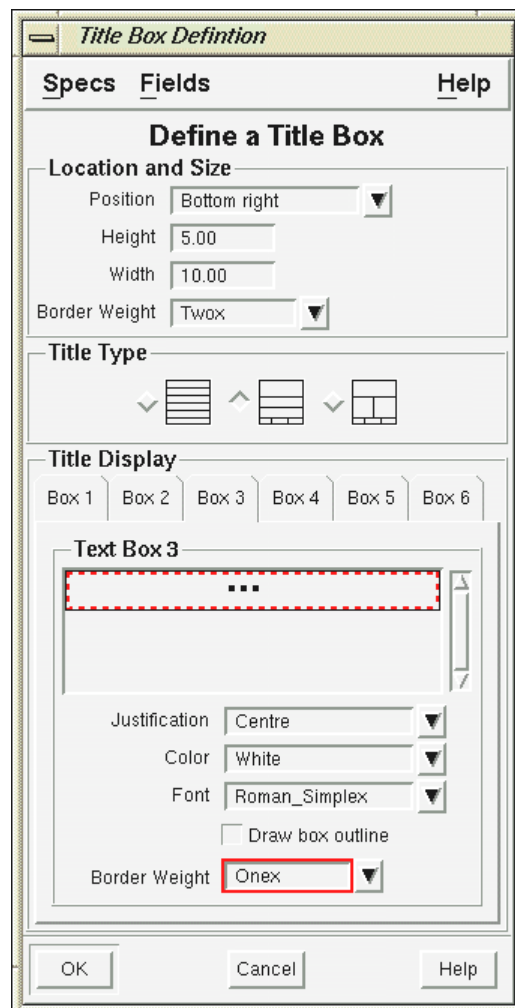 Title Box Defintion
Specs Fields Help
Define a Title Box
Location and Size
Position Bottom right
Height 5.00
Width 10.00
Border Weight Twox
Title Type
Title Display
Box 1 Box 2 Box 3 Box 4 Box 5 Box 6
Text Box 3
...
Justification Centre
Color White
Font Roman_Simplex
Draw box outline
Border Weight Onex
OK Cancel Help